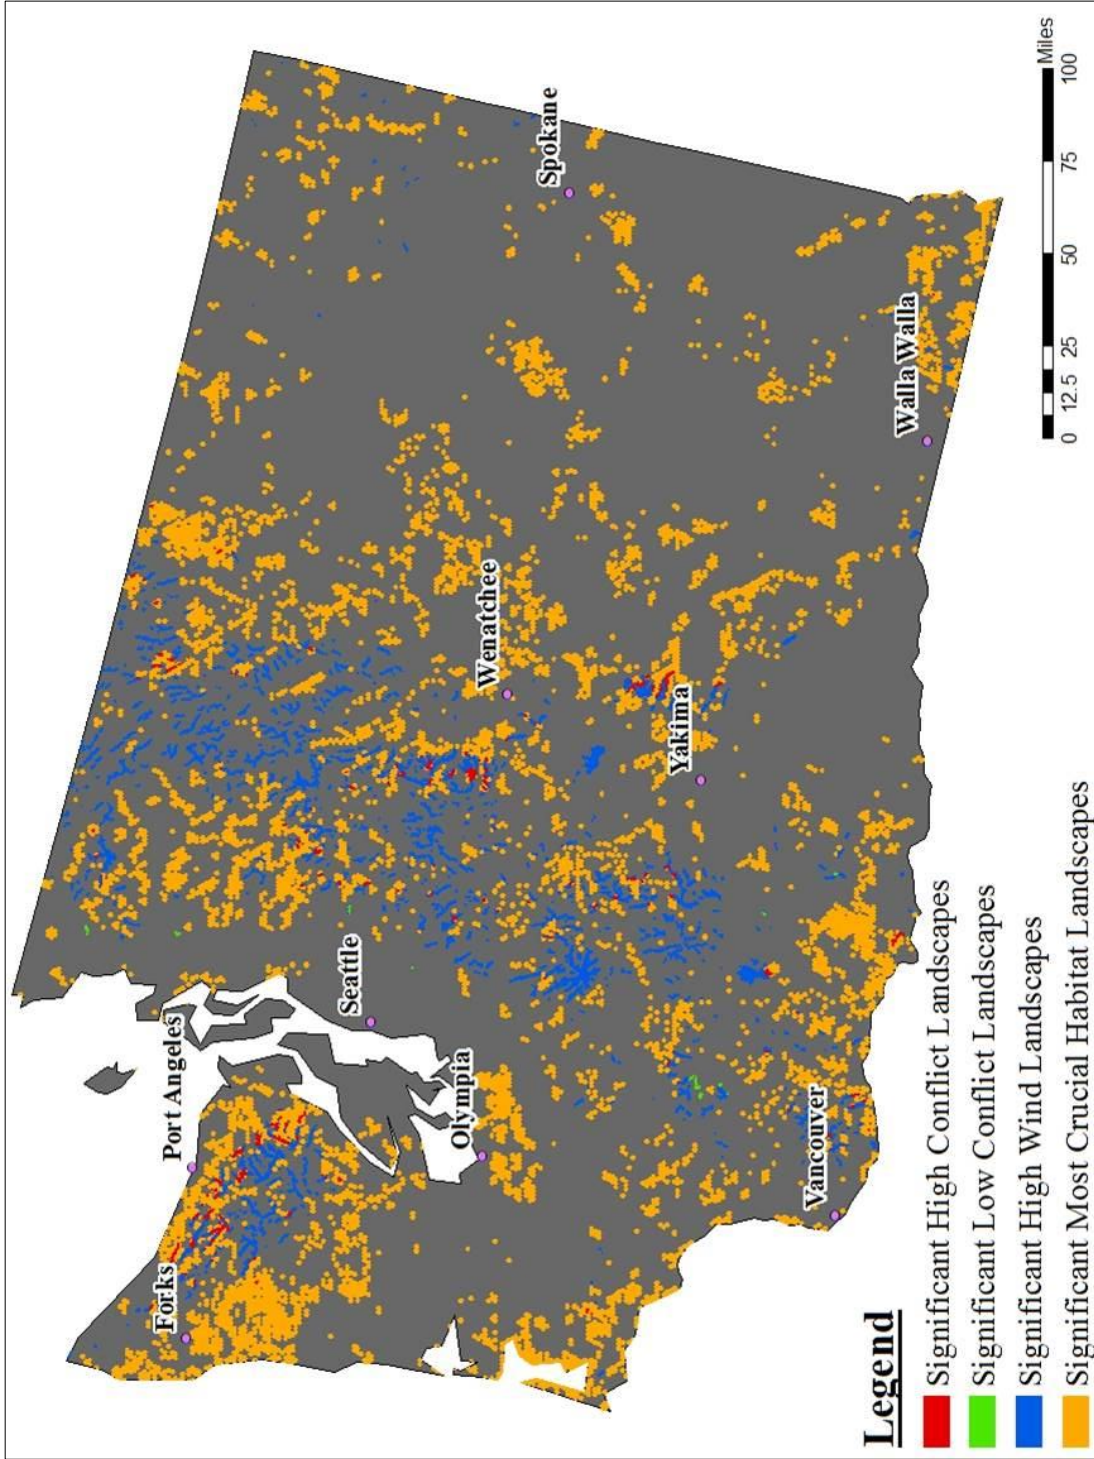 Port Angeles
Forks
Seattle
Olympia
Wenatchee
Spokane
Yakima
Vancouver
Walla Walla
Legend
Significant High Conflict Landscapes
Significant Low Conflict Landscapes
Significant High Wind Landscapes
Significant Most Crucial Habitat Landscapes
0 12.5 25 50 75 100
Miles